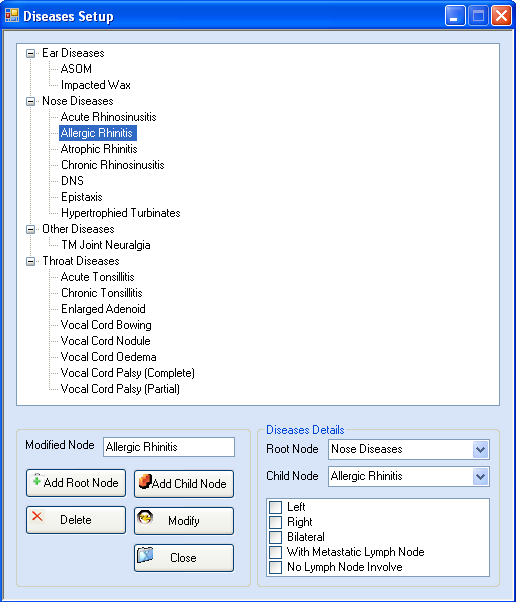 Diseases Setup
Ear Diseases
ASOM
Impacted Wax
Nose Diseases
Acute Rhinosinusitis
Allergic Rhinitis
Atrophic Rhinitis
Chronic Rhinosinusitis
DNS
Epistaxis
Hypertrophied Turbinates
Other Diseases
TM Joint Neuralgia
Throat Diseases
Acute Tonsillitis
Chronic Tonsillitis
Enlarged Adenoid
Vocal Cord Bowing
Vocal Cord Nodule
Vocal Cord Oedema
Vocal Cord Palsy (Complete)
Vocal Cord Palsy (Partial)
Modified Node Allergic Rhinitis
Add Root Node Add Child Node
Delete Modify
Close
Diseases Details
Root Node Nose Diseases
Child Node Allergic Rhinitis
Left
Right
Bilateral
With Metastatic Lymph Node
No Lymph Node Involve